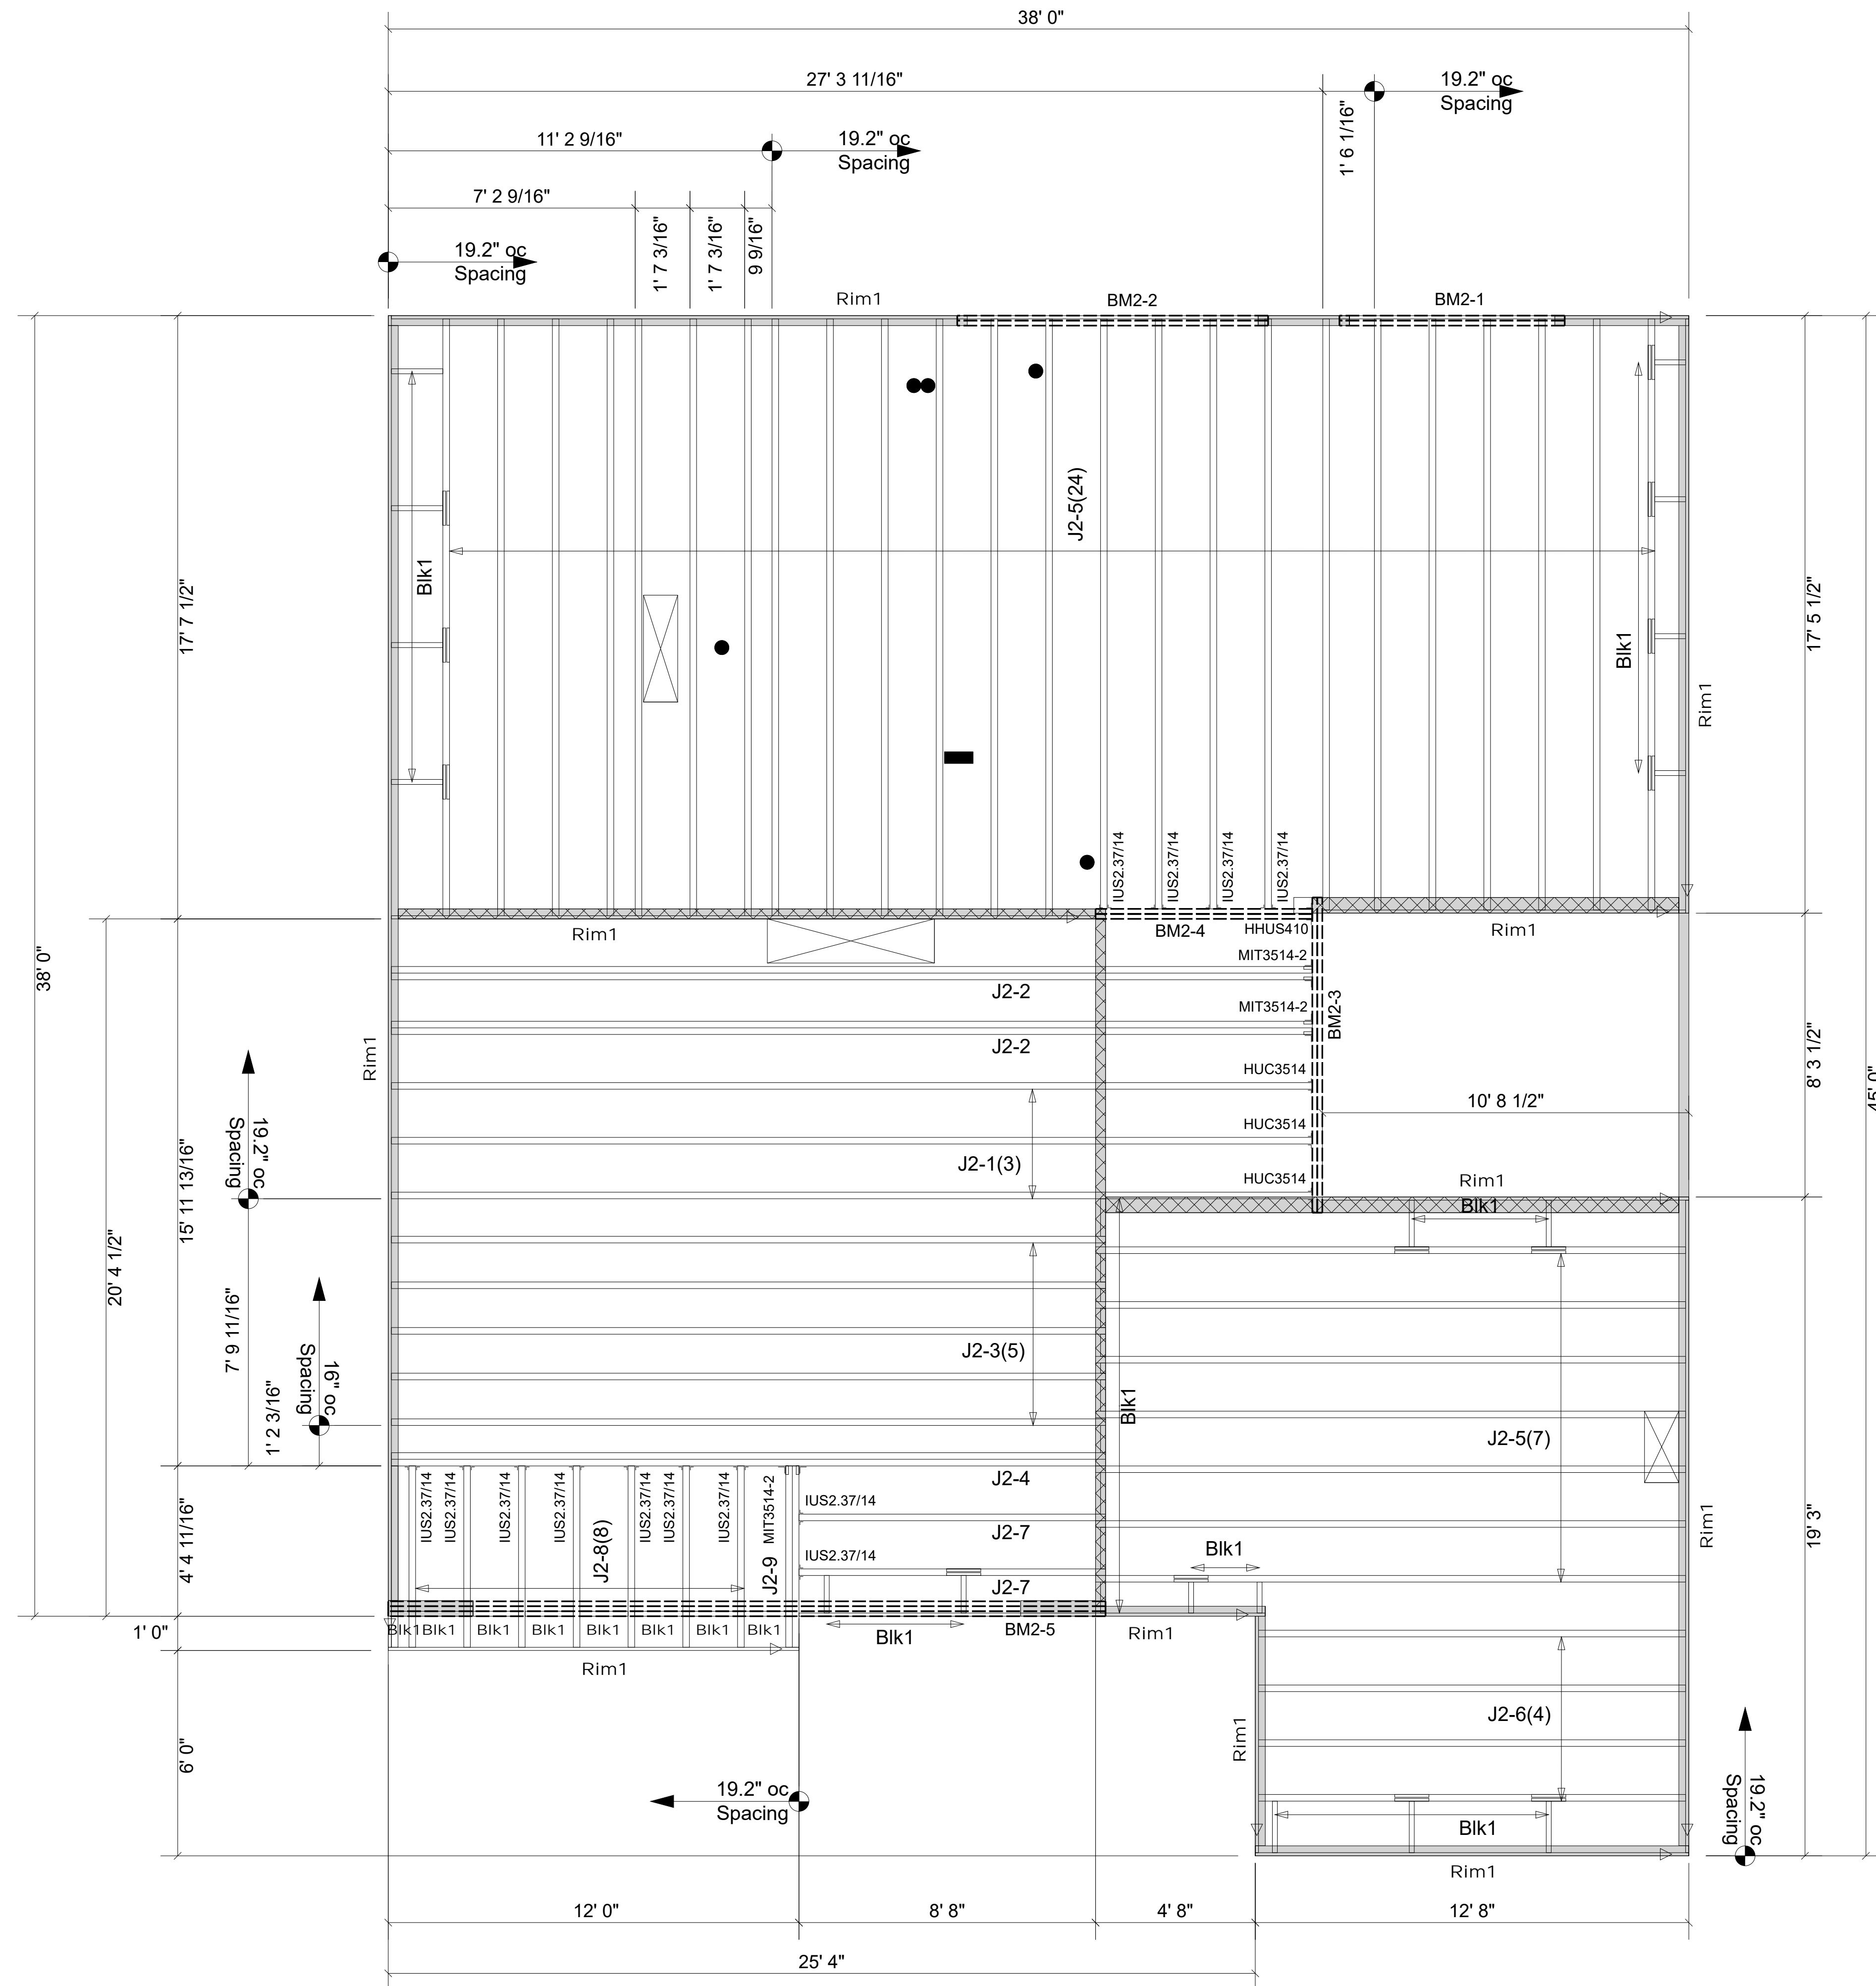 38' 0"
27' 3 11/16"
19.2" oc
Spacing
1' 6 1/16"
11' 2 9/16"
19.2" oc
Spacing
7' 2 9/16"
1' 7 3/16"
1' 7 3/16"
9 9/16"
19.2" oc
Spacing
Rim1
BM2-2
BM2-1
J2-5(24)
Blk1
Blk1
17' 7 1/2"
17' 5 1/2"
Rim1
IUS2.37/14
IUS2.37/14
IUS2.37/14
IUS2.37/14
Rim1
BM2-4
HHUS410
Rim1
38' 0"
MIT3514-2
J2-2
MIT3514-2
BM2-3
J2-2
Rim1
HUC3514
8' 3 1/2"
45' 0"
10' 8 1/2"
HUC3514
19.2" oc
Spacing
15' 11 13/16"
J2-1(3)
HUC3514
Rim1
Blk1
20' 4 1/2"
7' 9 11/16"
J2-3(5)
16" oc
Spacing
1' 2 3/16"
Blk1
J2-5(7)
J2-4
IUS2.37/14
IUS2.37/14
IUS2.37/14
IUS2.37/14
IUS2.37/14
IUS2.37/14
IUS2.37/14
MIT3514-2
IUS2.37/14
J2-7
Rim1
19' 3"
4' 4 11/16"
J2-8(8)
J2-9
IUS2.37/14
J2-7
Blk1
1' 0"
Blk1
Blk1
Blk1
Blk1
Blk1
Blk1
Blk1
Blk1
Blk1
BM2-5
Rim1
Rim1
J2-6(4)
Rim1
6' 0"
19.2" oc
Spacing
Blk1
19.2" oc
Spacing
Rim1
12' 0"
8' 8"
4' 8"
12' 8"
25' 4"